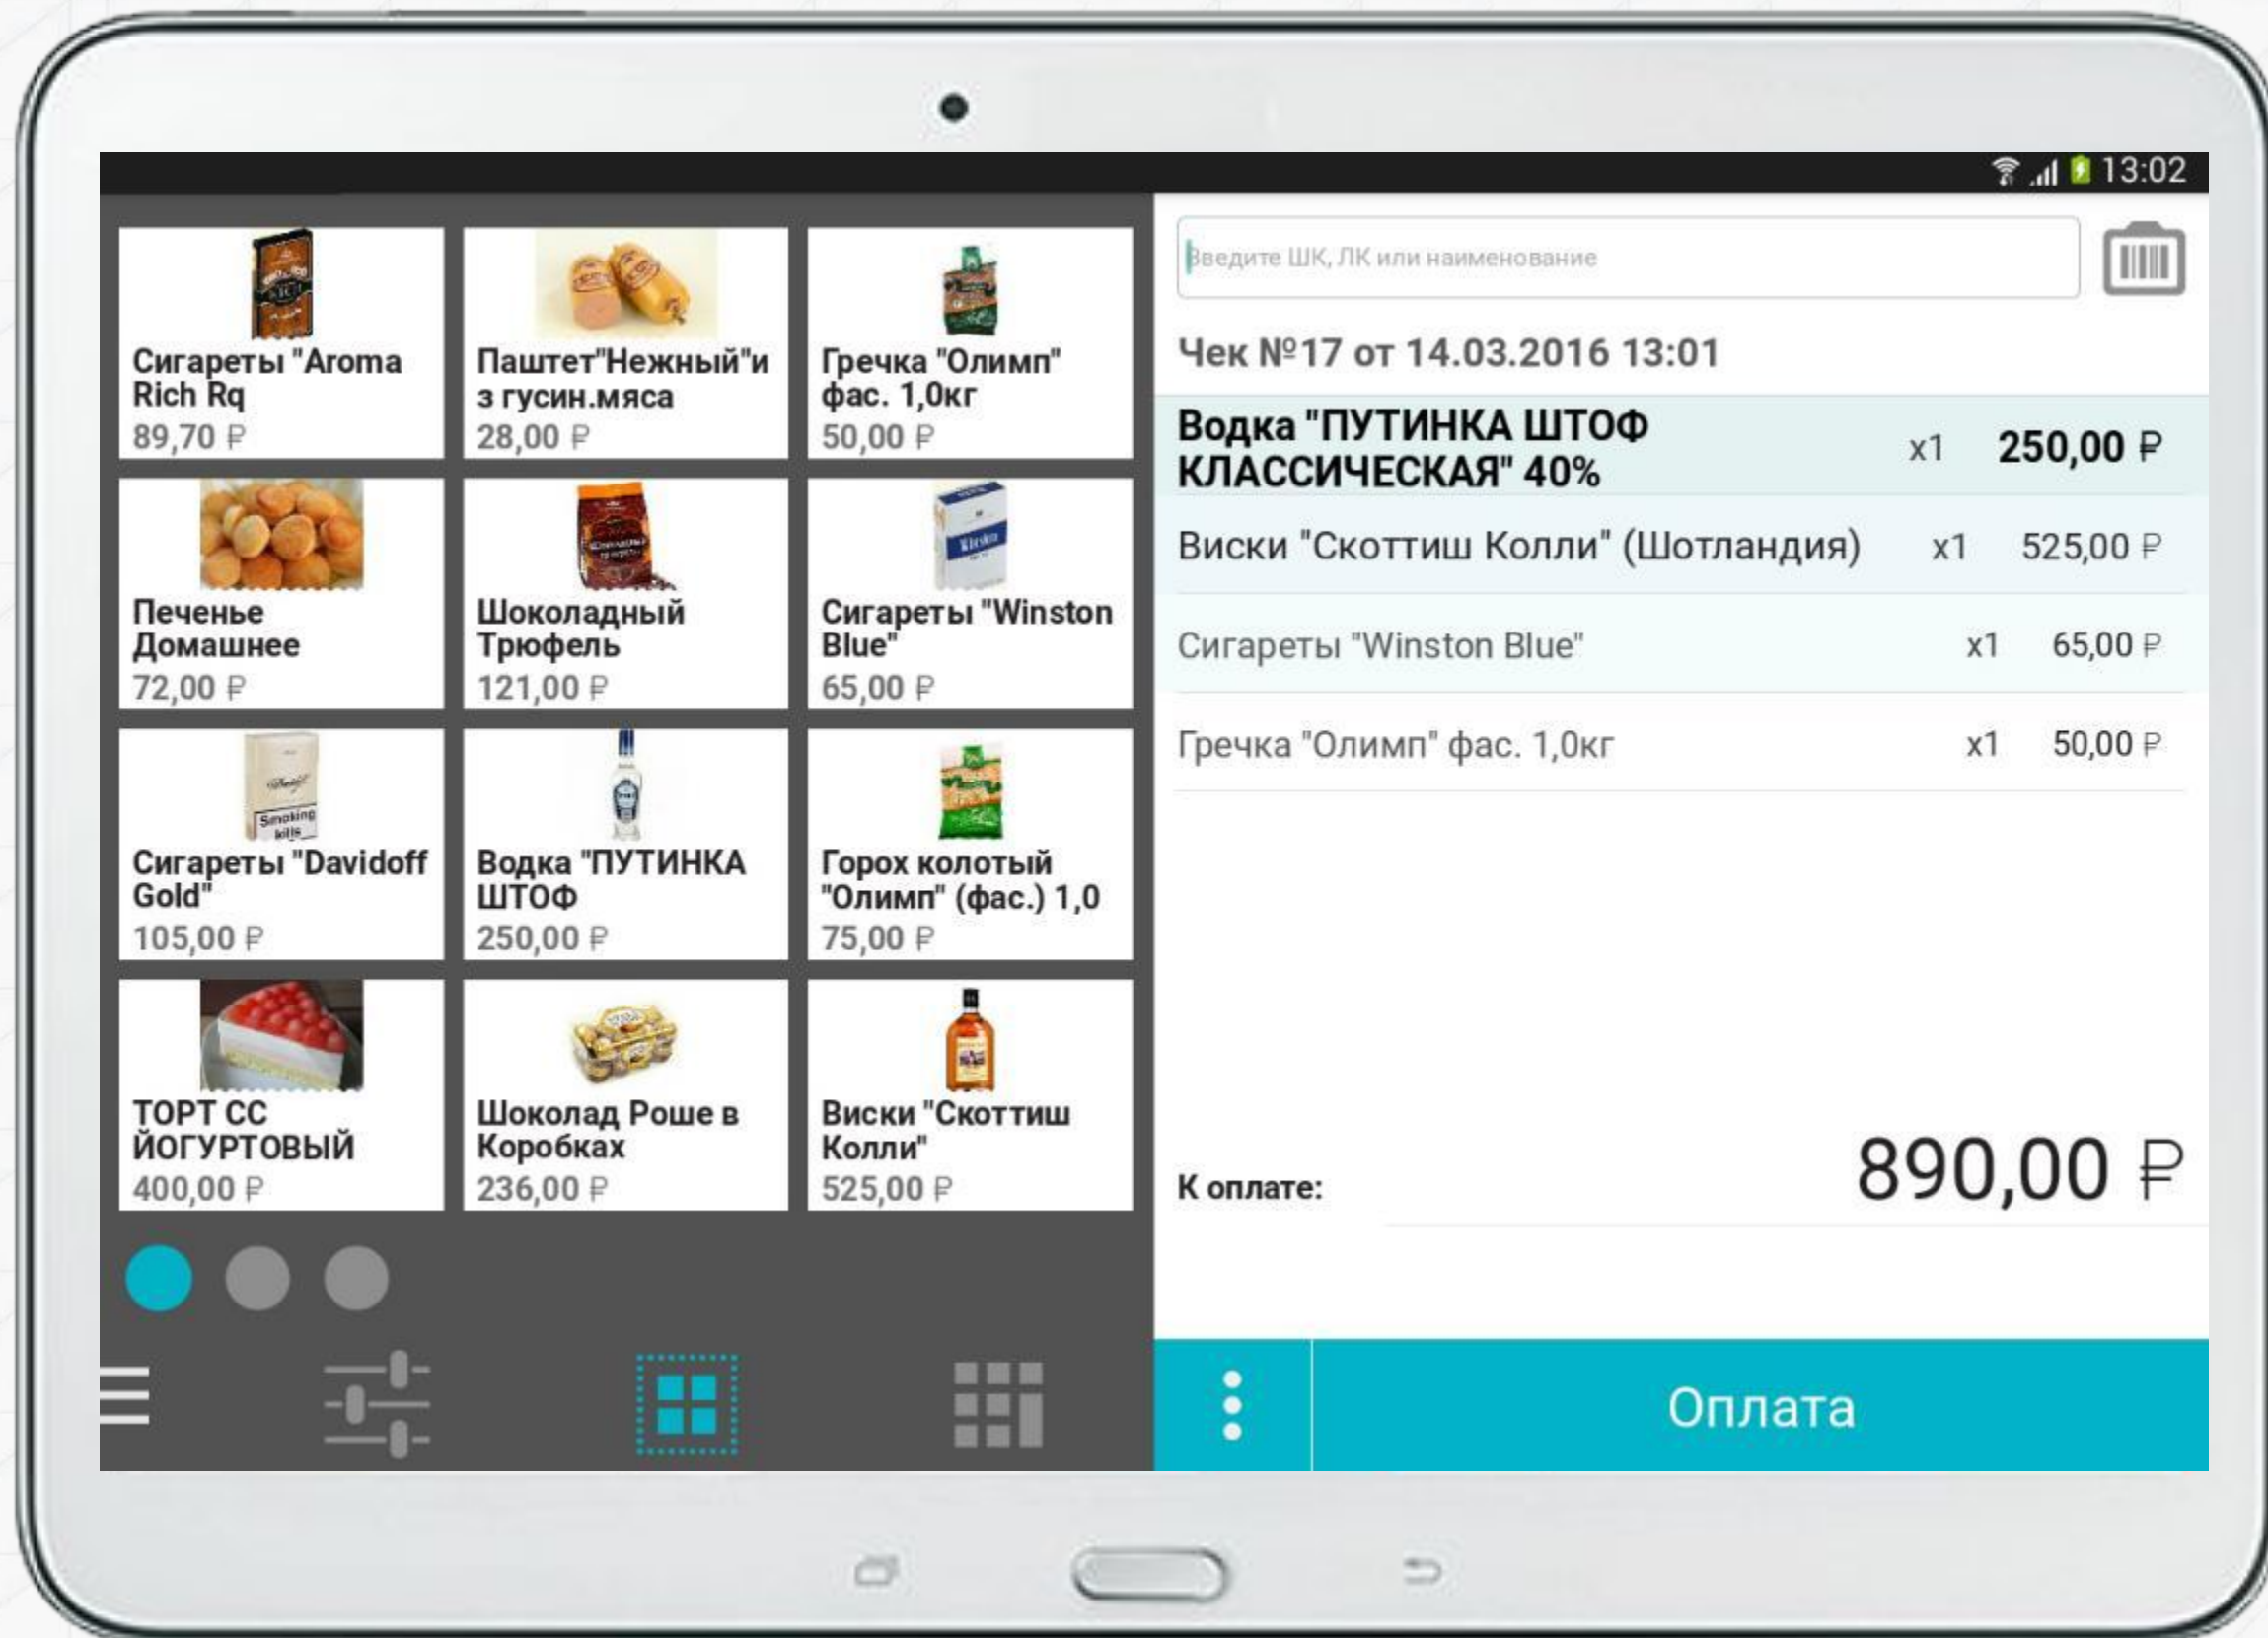 13:02
Сигареты "Aroma
Rich Rq
89,70 ₽
Паштет"Нежный"и
з гусин.мяса
28,00 ₽
Гречка "Олимп"
фас. 1,0кг
50,00 ₽
Печенье
Домашнее
72,00 ₽
Шоколадный
Трюфель
121,00 ₽
Winston
Сигареты "Winston
Blue"
65,00 ₽
Davidoff
Smoking
kills
Сигареты "Davidoff
Gold"
105,00 ₽
Водка "ПУТИНКА
ШТОФ
250,00 ₽
Горох колотый
"Олимп" (фас.) 1,0
75,00 ₽
ТОРТ СС
ЙОГУРТОВЫЙ
400,00 ₽
Шоколад Роше в
Коробках
236,00 ₽
Виски "Скоттиш
Колли"
525,00 ₽
Введите ШК, ЛК или наименование
Чек №17 от 14.03.2016 13:01
Водка "ПУТИНКА ШТОФ
КЛАССИЧЕСКАЯ" 40%
x1 250,00 ₽
Виски "Скоттиш Колли" (Шотландия) x1 525,00 ₽
Сигареты "Winston Blue" x1 65,00 ₽
Гречка "Олимп" фас. 1,0кг x1 50,00 ₽
К оплате: 890,00 ₽
Оплата